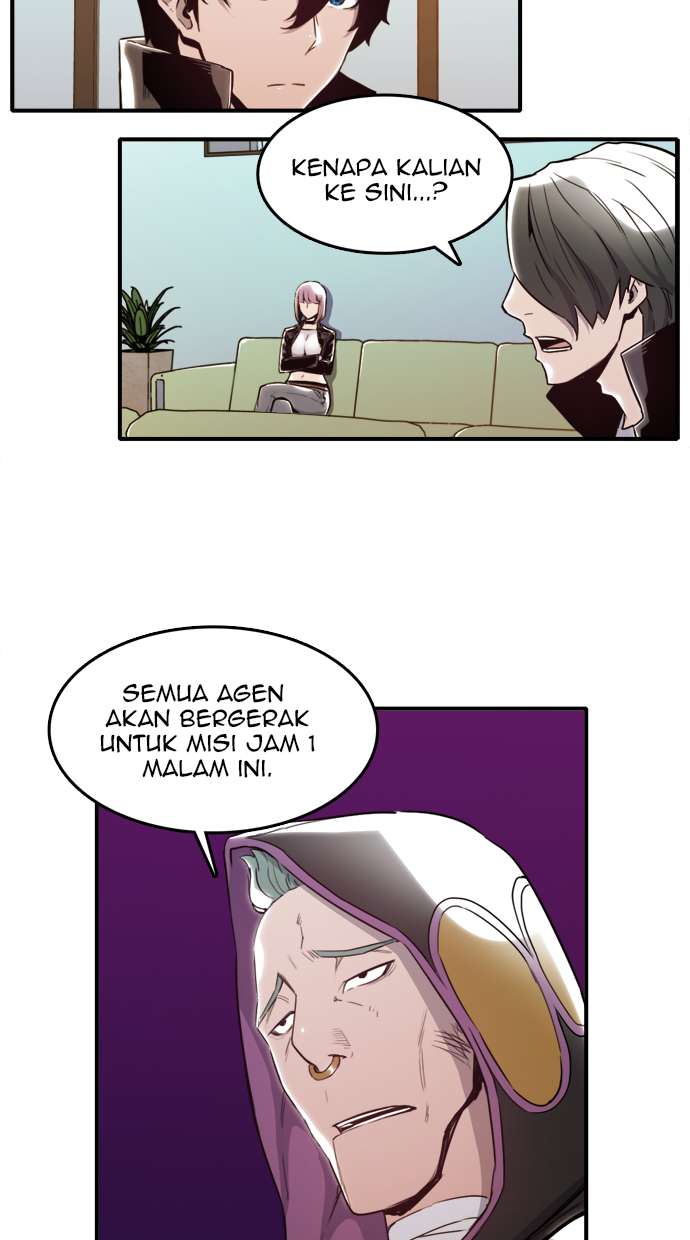 KENAPA KALIAN
KE SINI...?
SEMUA AGEN
AKAN BERGERAK
UNTUK MISI JAM 1
MALAM INI.